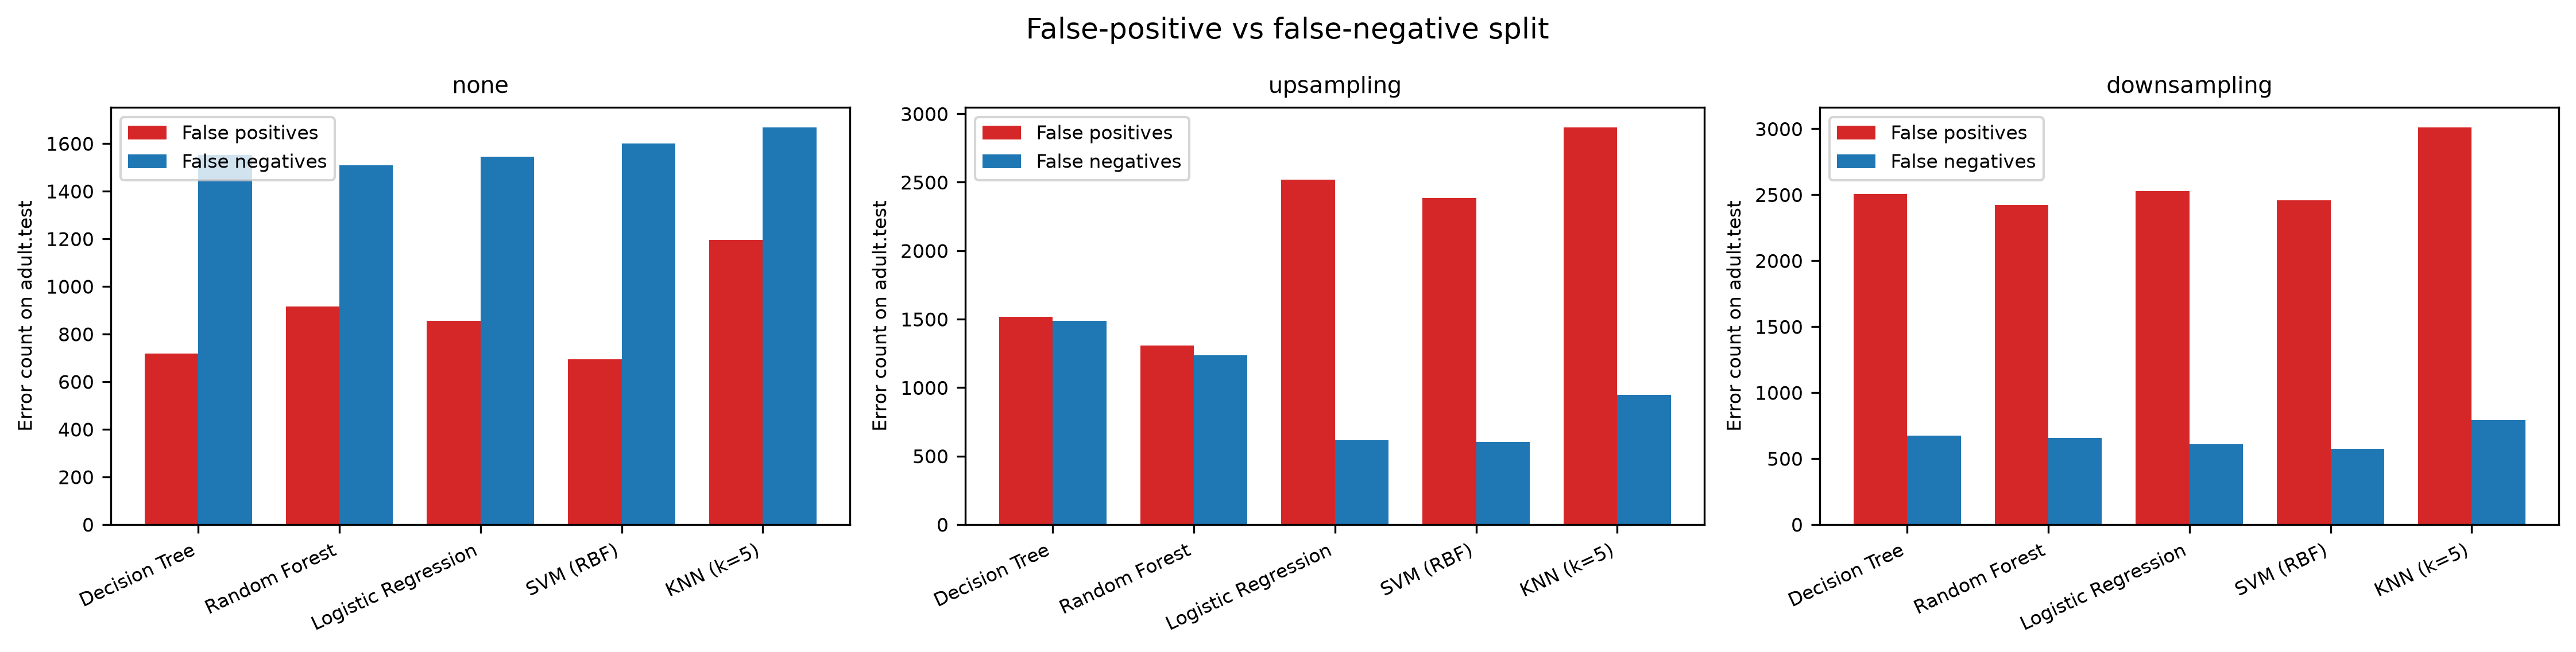 False-positive vs false-negative split
none
False positives
False negatives
Error count on adult.test
1600
1400
1200
1000
800
600
400
200
0
Decision Tree
Random Forest
Logistic Regression
SVM (RBF)
KNN (k=5)
upsampling
False positives
False negatives
Error count on adult.test
3000
2500
2000
1500
1000
500
0
Decision Tree
Random Forest
Logistic Regression
SVM (RBF)
KNN (k=5)
downsampling
False positives
False negatives
Error count on adult.test
3000
2500
2000
1500
1000
500
0
Decision Tree
Random Forest
Logistic Regression
SVM (RBF)
KNN (k=5)